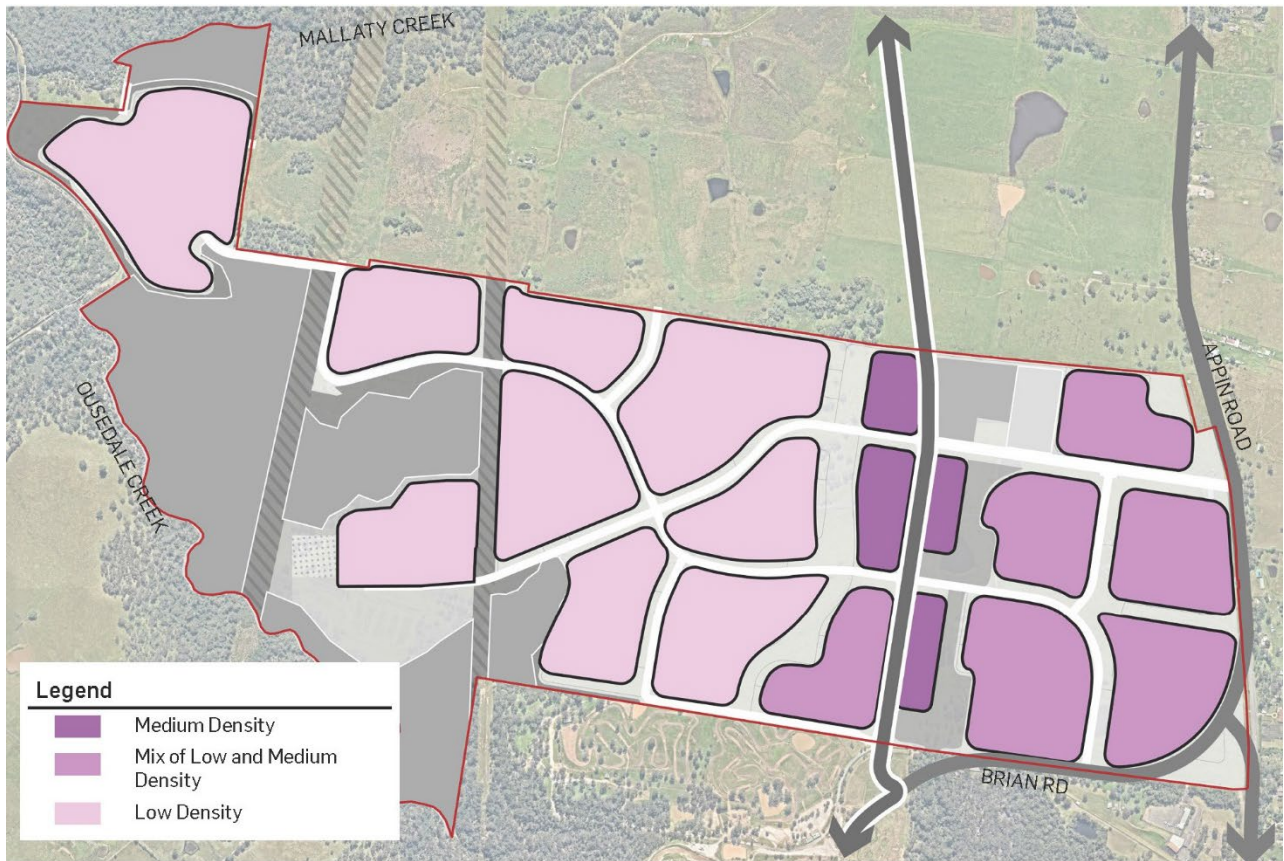 MALLATY CREEK
APPIN ROAD
OUSEDALE CREEK
BRIAN RD
Legend
Medium Density
Mix of Low and Medium
Density
Low Density